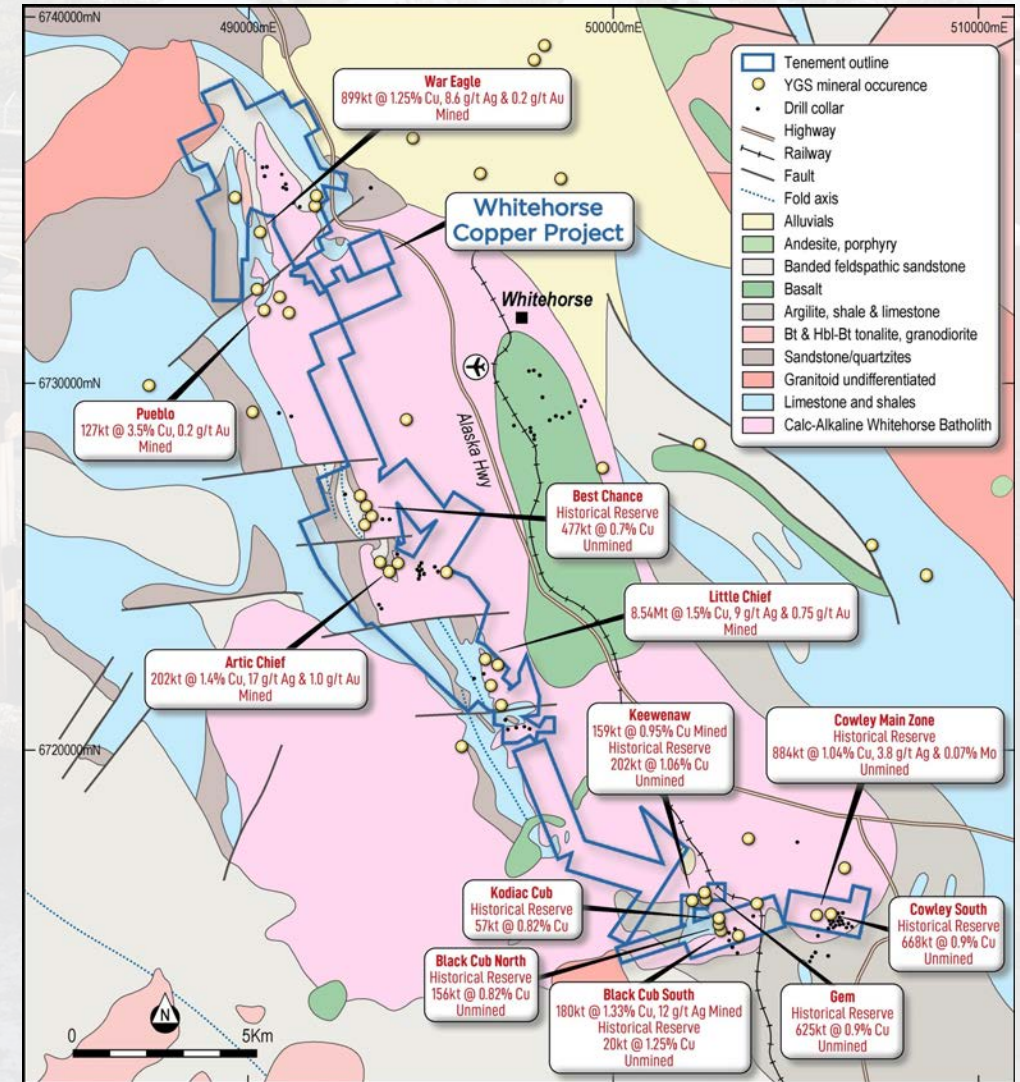 6740000mN
490000mE
500000mE
510000mE
War Eagle
899kt @ 1.25% Cu, 8.6 g/t Ag & 0.2 g/t Au
Mined
Tenement outline
YGS mineral occurence
Drill collar
Highway
Railway
Fault
Fold axis
Alluvials
Andesite, porphyry
Banded feldspathic sandstone
Basalt
Argilite, shale & limestone
Bt & Hbl-Bt tonalite, granodiorite
Sandstone/quartzites
Granitoid undifferentiated
Limestone and shales
Calc-Alkaline Whitehorse Batholith
Whitehorse
Copper Project
Whitehorse
6730000mN
Pueblo
127kt @ 3.5% Cu, 0.2 g/t Au
Mined
Alaska Hwy
Best Chance
Historical Reserve
477kt @ 0.7% Cu
Unmined
Little Chief
8.54Mt @ 1.5% Cu, 9 g/t Ag & 0.75 g/t Au
Mined
Artic Chief
202kt @ 1.4% Cu, 17 g/t Ag & 1.0 g/t Au
Mined
6720000mN
Keewenaw
159kt @ 0.95% Cu Mined
Historical Reserve
202kt @ 1.06% Cu
Unmined
Cowley Main Zone
Historical Reserve
884kt @ 1.04% Cu, 3.8 g/t Ag & 0.07% Mo
Unmined
Kodiac Cub
Historical Reserve
57kt @ 0.82% Cu
Cowley South
Historical Reserve
668kt @ 0.9% Cu
Unmined
Black Cub North
Historical Reserve
156kt @ 0.82% Cu
Unmined
Black Cub South
180kt @ 1.33% Cu, 12 g/t Ag Mined
Historical Reserve
20kt @ 1.25% Cu
Unmined
Gem
Historical Reserve
625kt @ 0.9% Cu
Unmined
N
0
5Km